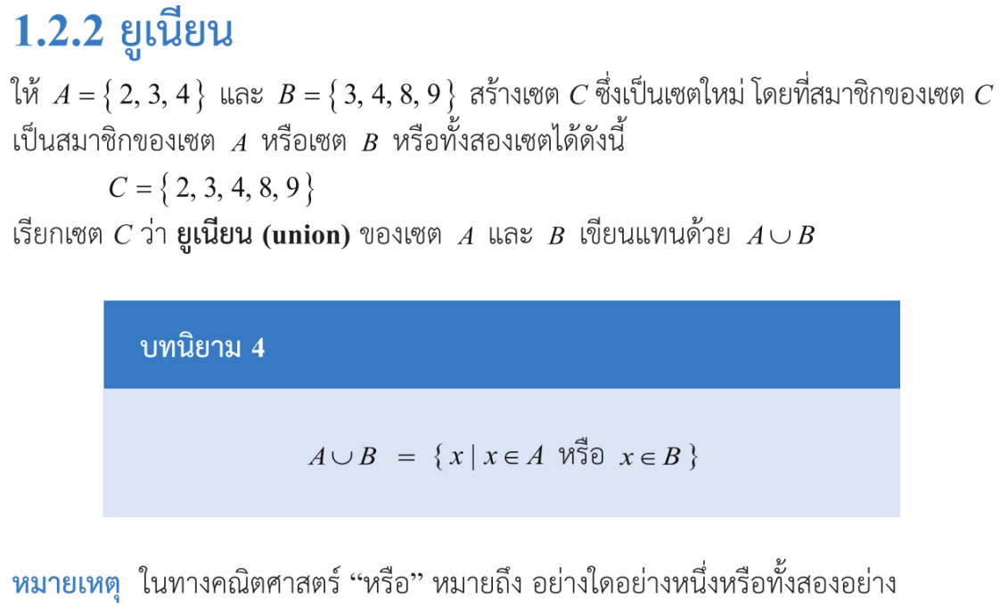 1.2.2 ยูเนียน
ให้ A = { 2, 3, 4 } และ B = { 3, 4, 8, 9 } สร้างเซต C ซึ่งเป็นเซตใหม่ โดยที่สมาชิกของเซต C
เป็นสมาชิกของเซต A หรือเซต B หรือทั้งสองเซตได้ดังนี้
C = { 2, 3, 4, 8, 9 }
เรียกเซต C ว่า ยูเนียน (union) ของเซต A และ B เขียนแทนด้วย A ∪ B
บทนิยาม 4
A ∪ B = { x | x ∈ A หรือ x ∈ B }
หมายเหตุ ในทางคณิตศาสตร์ “หรือ” หมายถึง อย่างใดอย่างหนึ่งหรือทั้งสองอย่าง